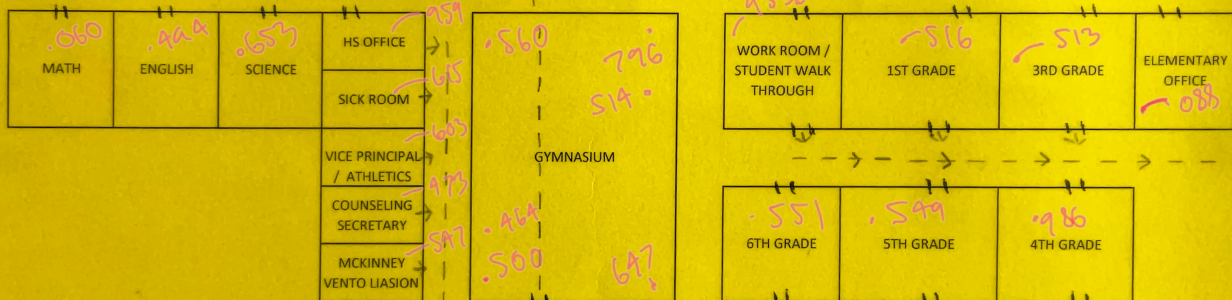 .060
MATH
.494
ENGLISH
.653
SCIENCE
959
HS OFFICE
615
SICK ROOM
603
VICE PRINCIPAL
/ ATHLETICS
973
COUNSELING
SECRETARY
547
MCKINNEY
VENTO LIASION
.560
796
514
GYMNASIUM
.464
.500
647
WORK ROOM /
STUDENT WALK
THROUGH
516
1ST GRADE
513
3RD GRADE
ELEMENTARY
OFFICE
088
.551
6TH GRADE
.549
5TH GRADE
.986
4TH GRADE